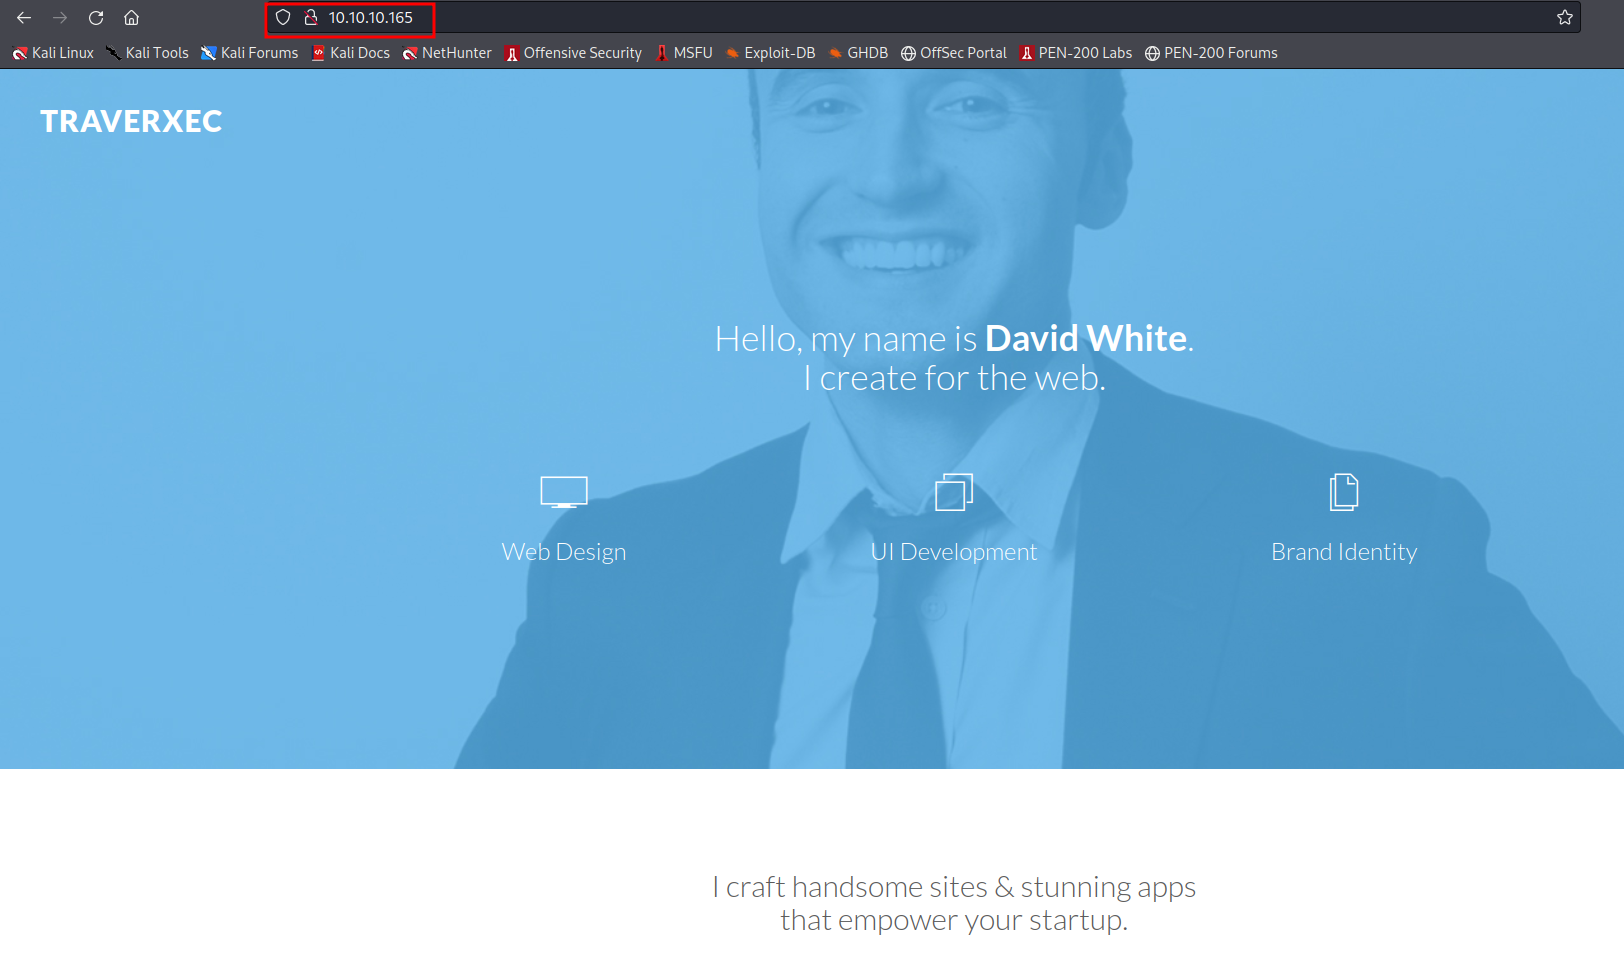 10.10.10.165
Kali Linux Kali Tools Kali Forums Kali Docs NetHunter Offensive Security MSFU Exploit-DB GHDB OffSec Portal PEN-200 Labs PEN-200 Forums
TRAVERXEC
Hello, my name is David White.
I create for the web.
Web Design UI Development Brand Identity
I craft handsome sites & stunning apps
that empower your startup.